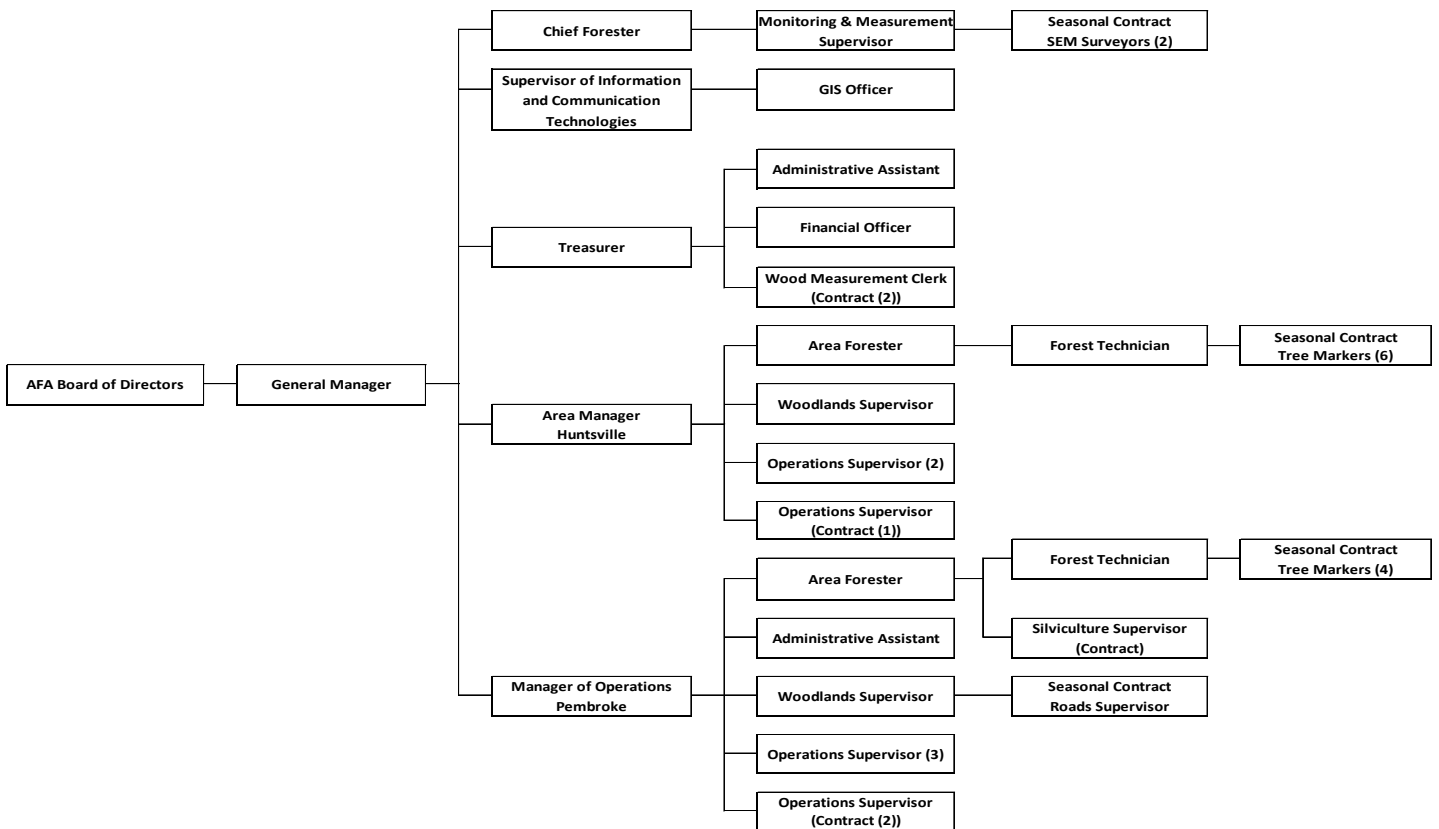 Chief Forester
Monitoring & Measurement
Supervisor
Seasonal Contract
SEM Surveyors (2)
Supervisor of Information
and Communication
Technologies
GIS Officer
Administrative Assistant
Financial Officer
Treasurer
Wood Measurement Clerk
(Contract (2))
Area Forester
Forest Technician
Seasonal Contract
Tree Markers (6)
AFA Board of Directors
General Manager
Woodlands Supervisor
Area Manager
Huntsville
Operations Supervisor (2)
Operations Supervisor
(Contract (1))
Area Forester
Forest Technician
Seasonal Contract
Tree Markers (4)
Administrative Assistant
Silviculture Supervisor
(Contract)
Manager of Operations
Pembroke
Woodlands Supervisor
Seasonal Contract
Roads Supervisor
Operations Supervisor (3)
Operations Supervisor
(Contract (2))